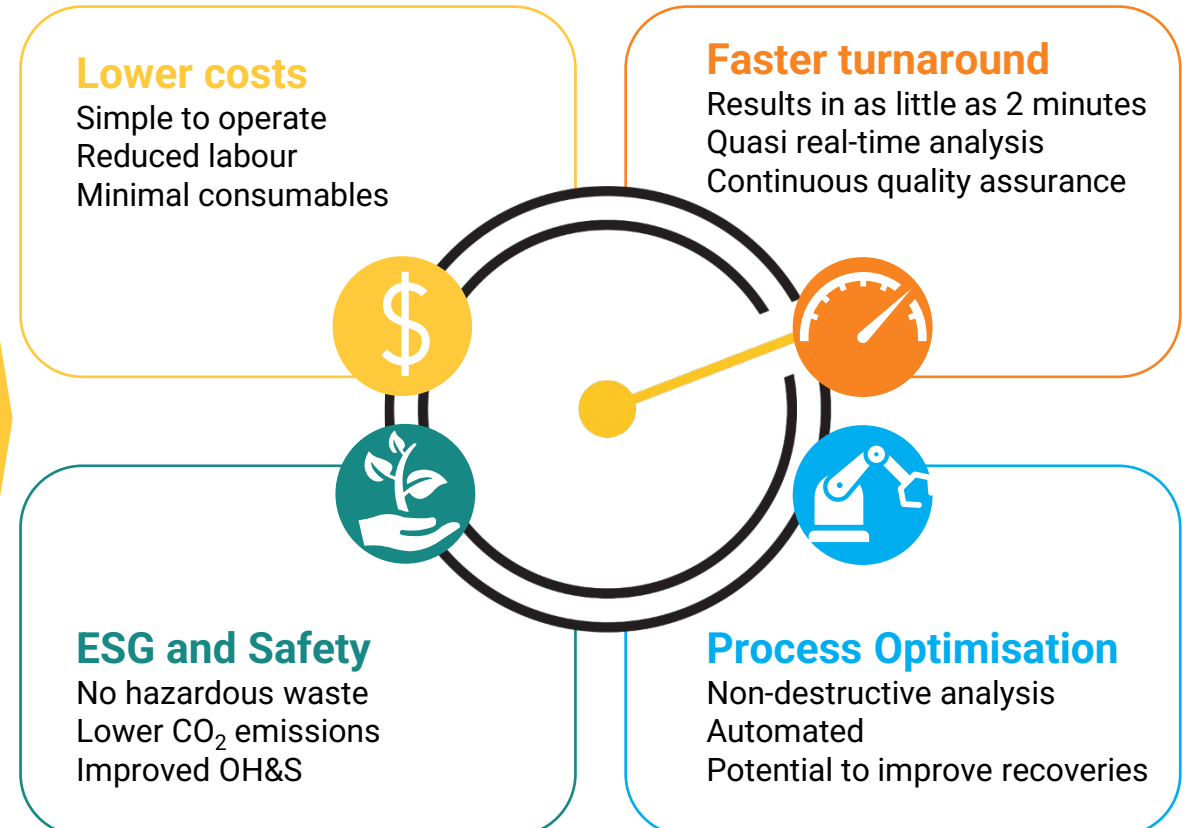 Lower costs
Simple to operate
Reduced labour
Minimal consumables
Faster turnaround
Results in as little as 2 minutes
Quasi real-time analysis
Continuous quality assurance
$
ESG and Safety
No hazardous waste
Lower CO₂ emissions
Improved OH&S
Process Optimisation
Non-destructive analysis
Automated
Potential to improve recoveries